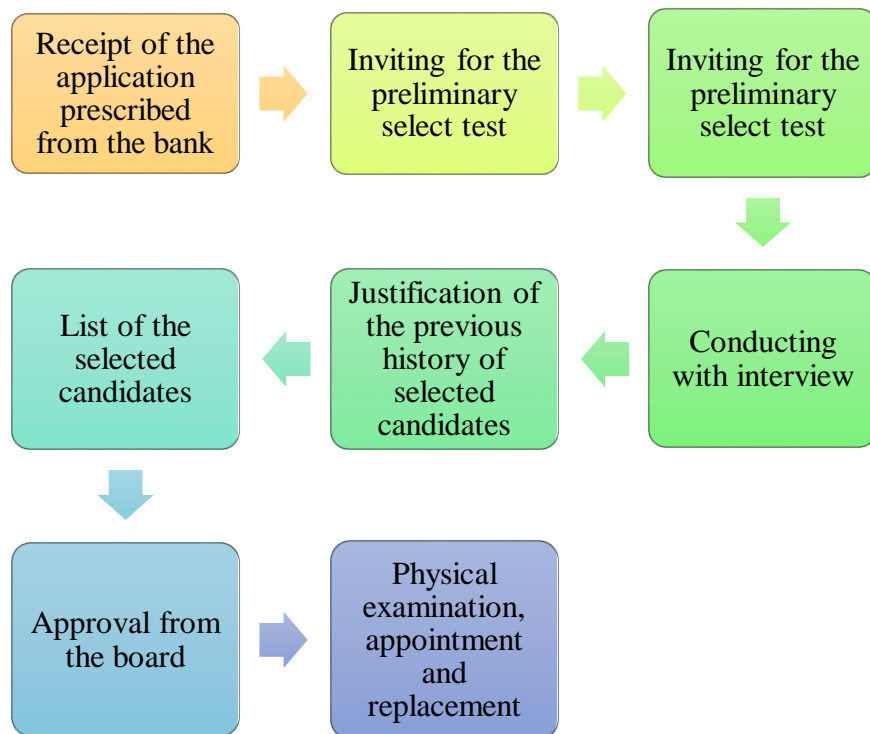 Receipt of the
application
prescribed
from the bank
Inviting for the
preliminary
select test
Inviting for the
preliminary
select test
Conducting
with interview
Justification of
the previous
history of
selected
candidates
List of the
selected
candidates
Approval from
the board
Physical
examination,
appointment
and
replacement